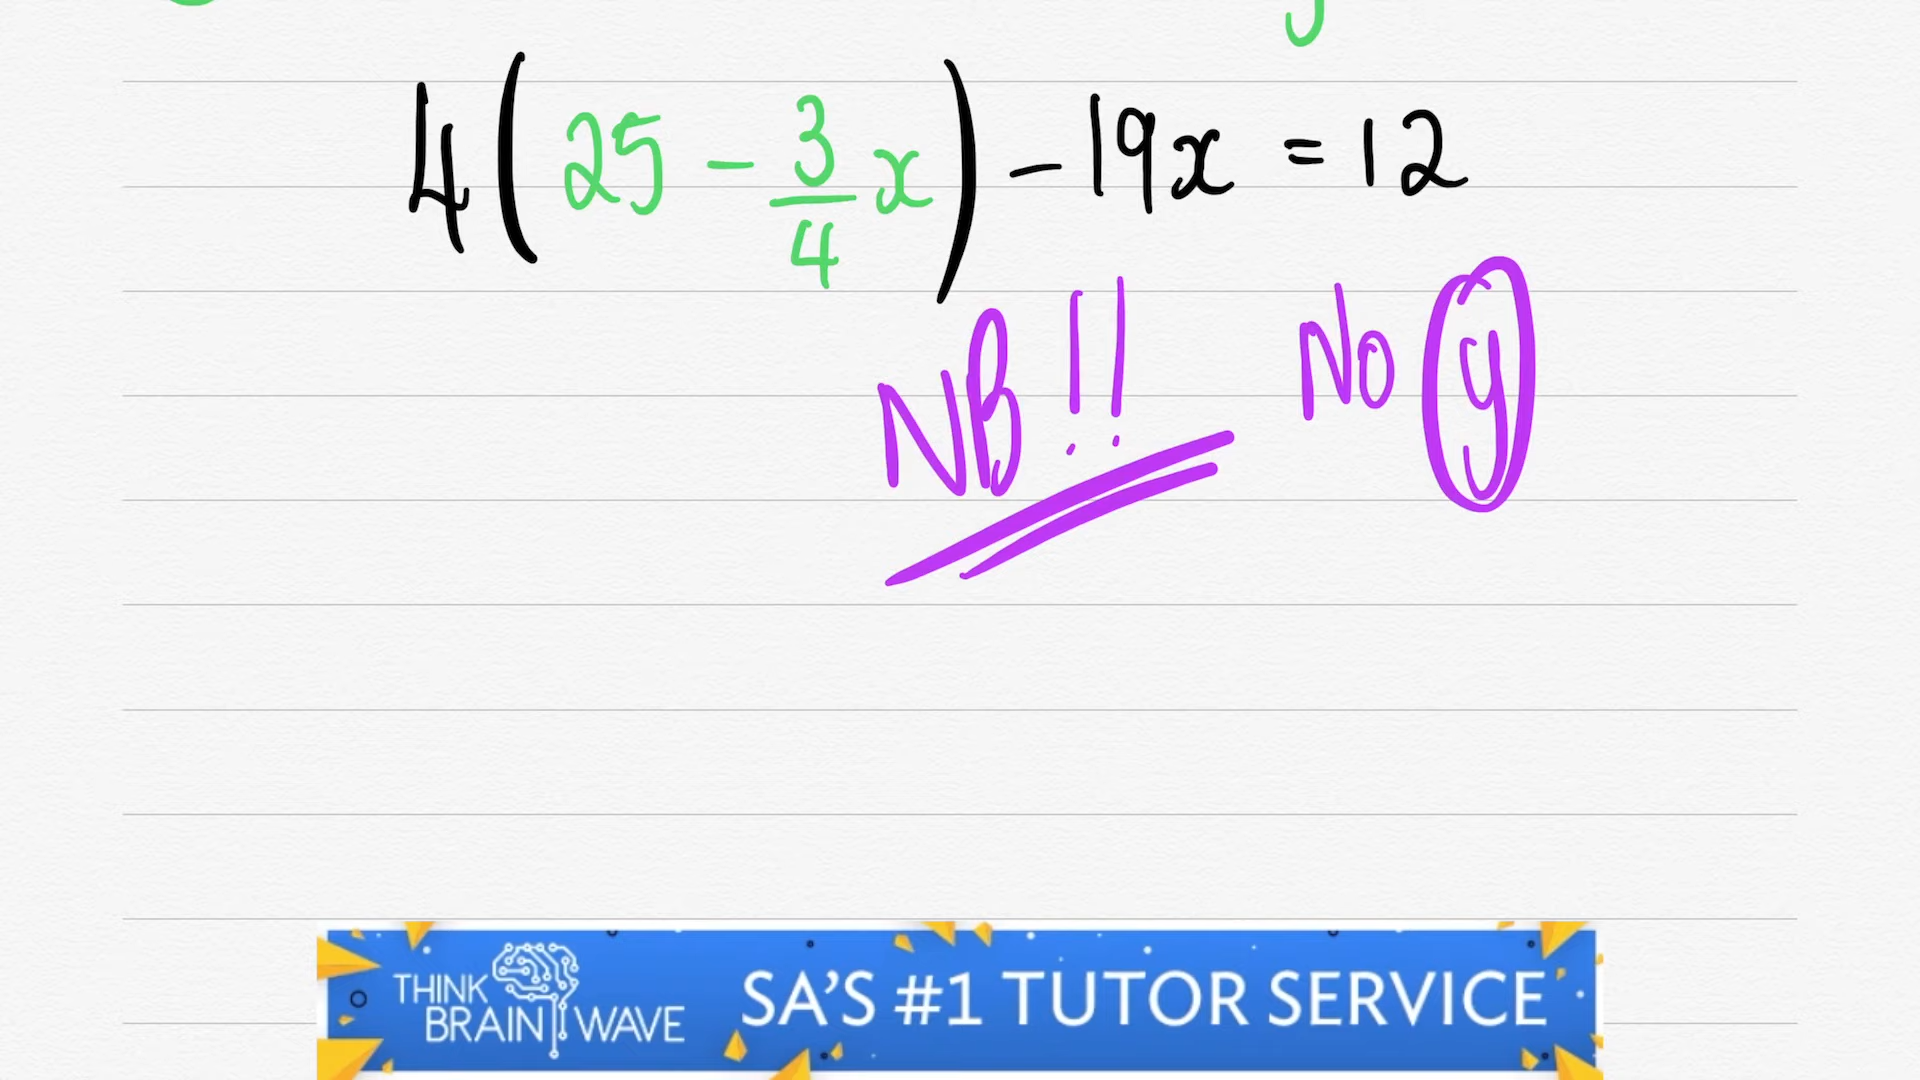 4(25 - 3/4 x) - 19x = 12
NB!! No y
THINK BRAIN WAVE
SA'S #1 TUTOR SERVICE